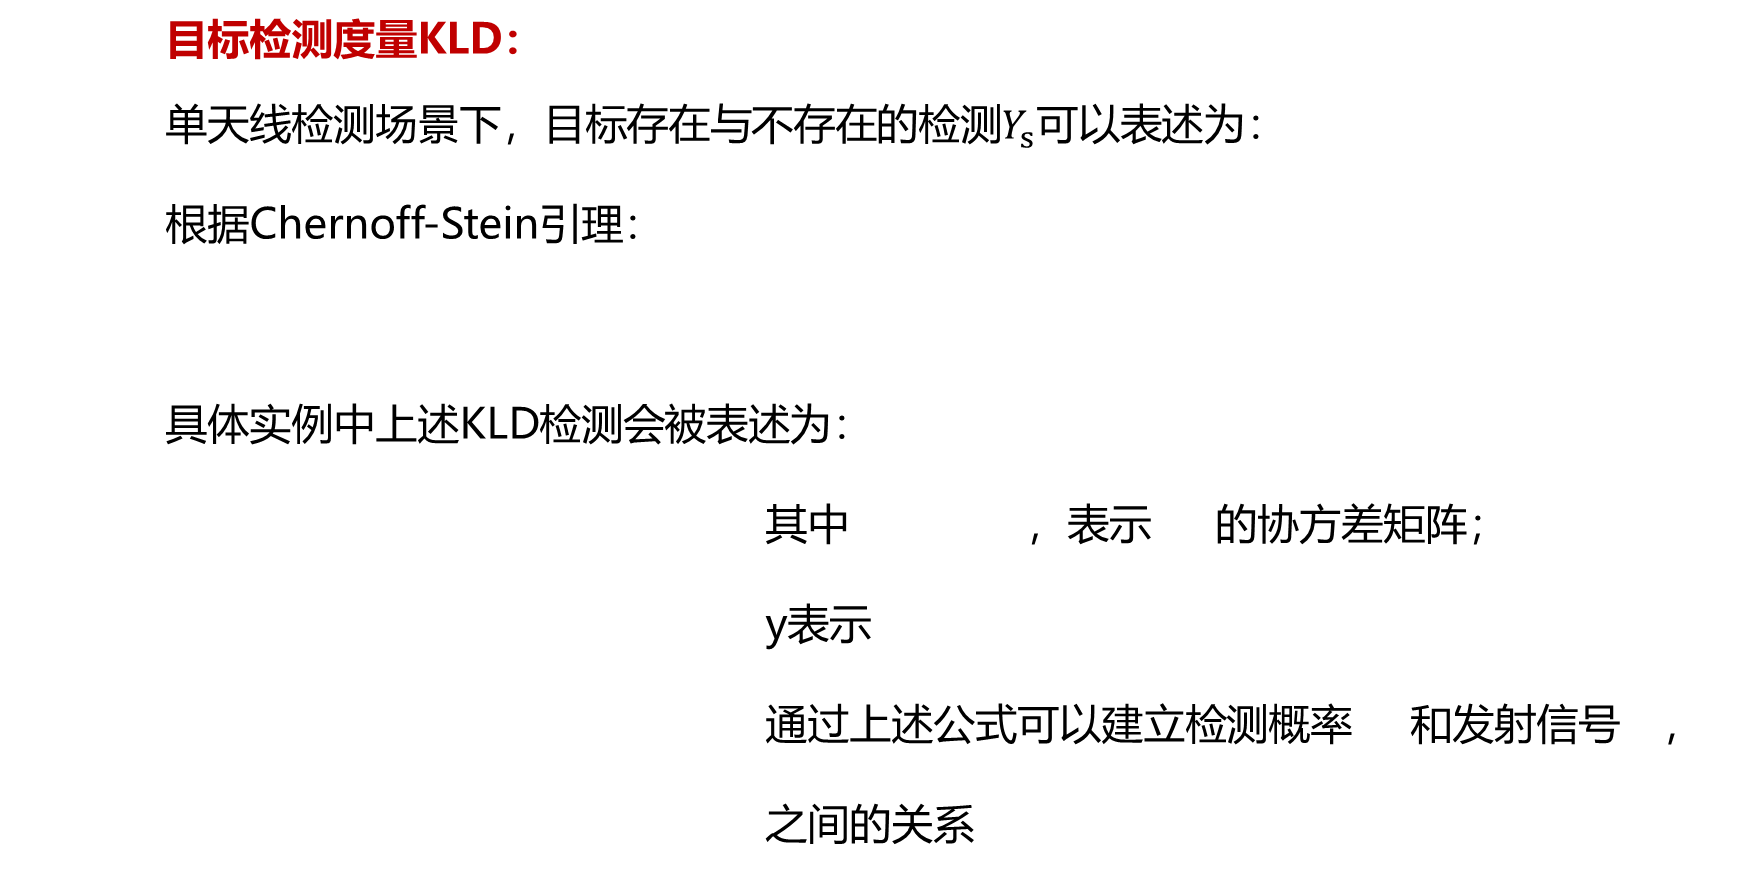 目标检测度量KLD：
单天线检测场景下，目标存在与不存在的检测Yₛ可以表述为：
根据Chernoff-Stein引理：
具体实例中上述KLD检测会被表述为：
其中 ，表示 的协方差矩阵；
y表示
通过上述公式可以建立检测概率 和发射信号 ，
之间的关系